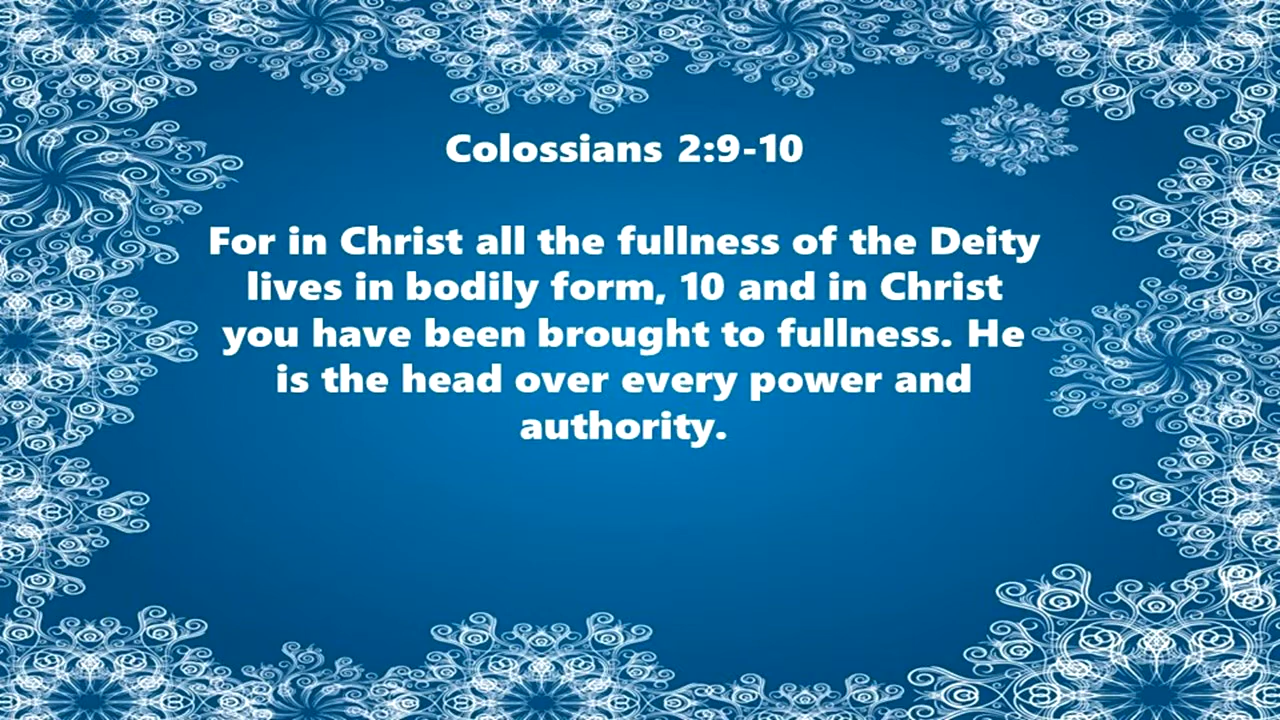 Colossians 2:9-10
For in Christ all the fullness of the Deity
lives in bodily form, 10 and in Christ
you have been brought to fullness. He
is the head over every power and
authority.